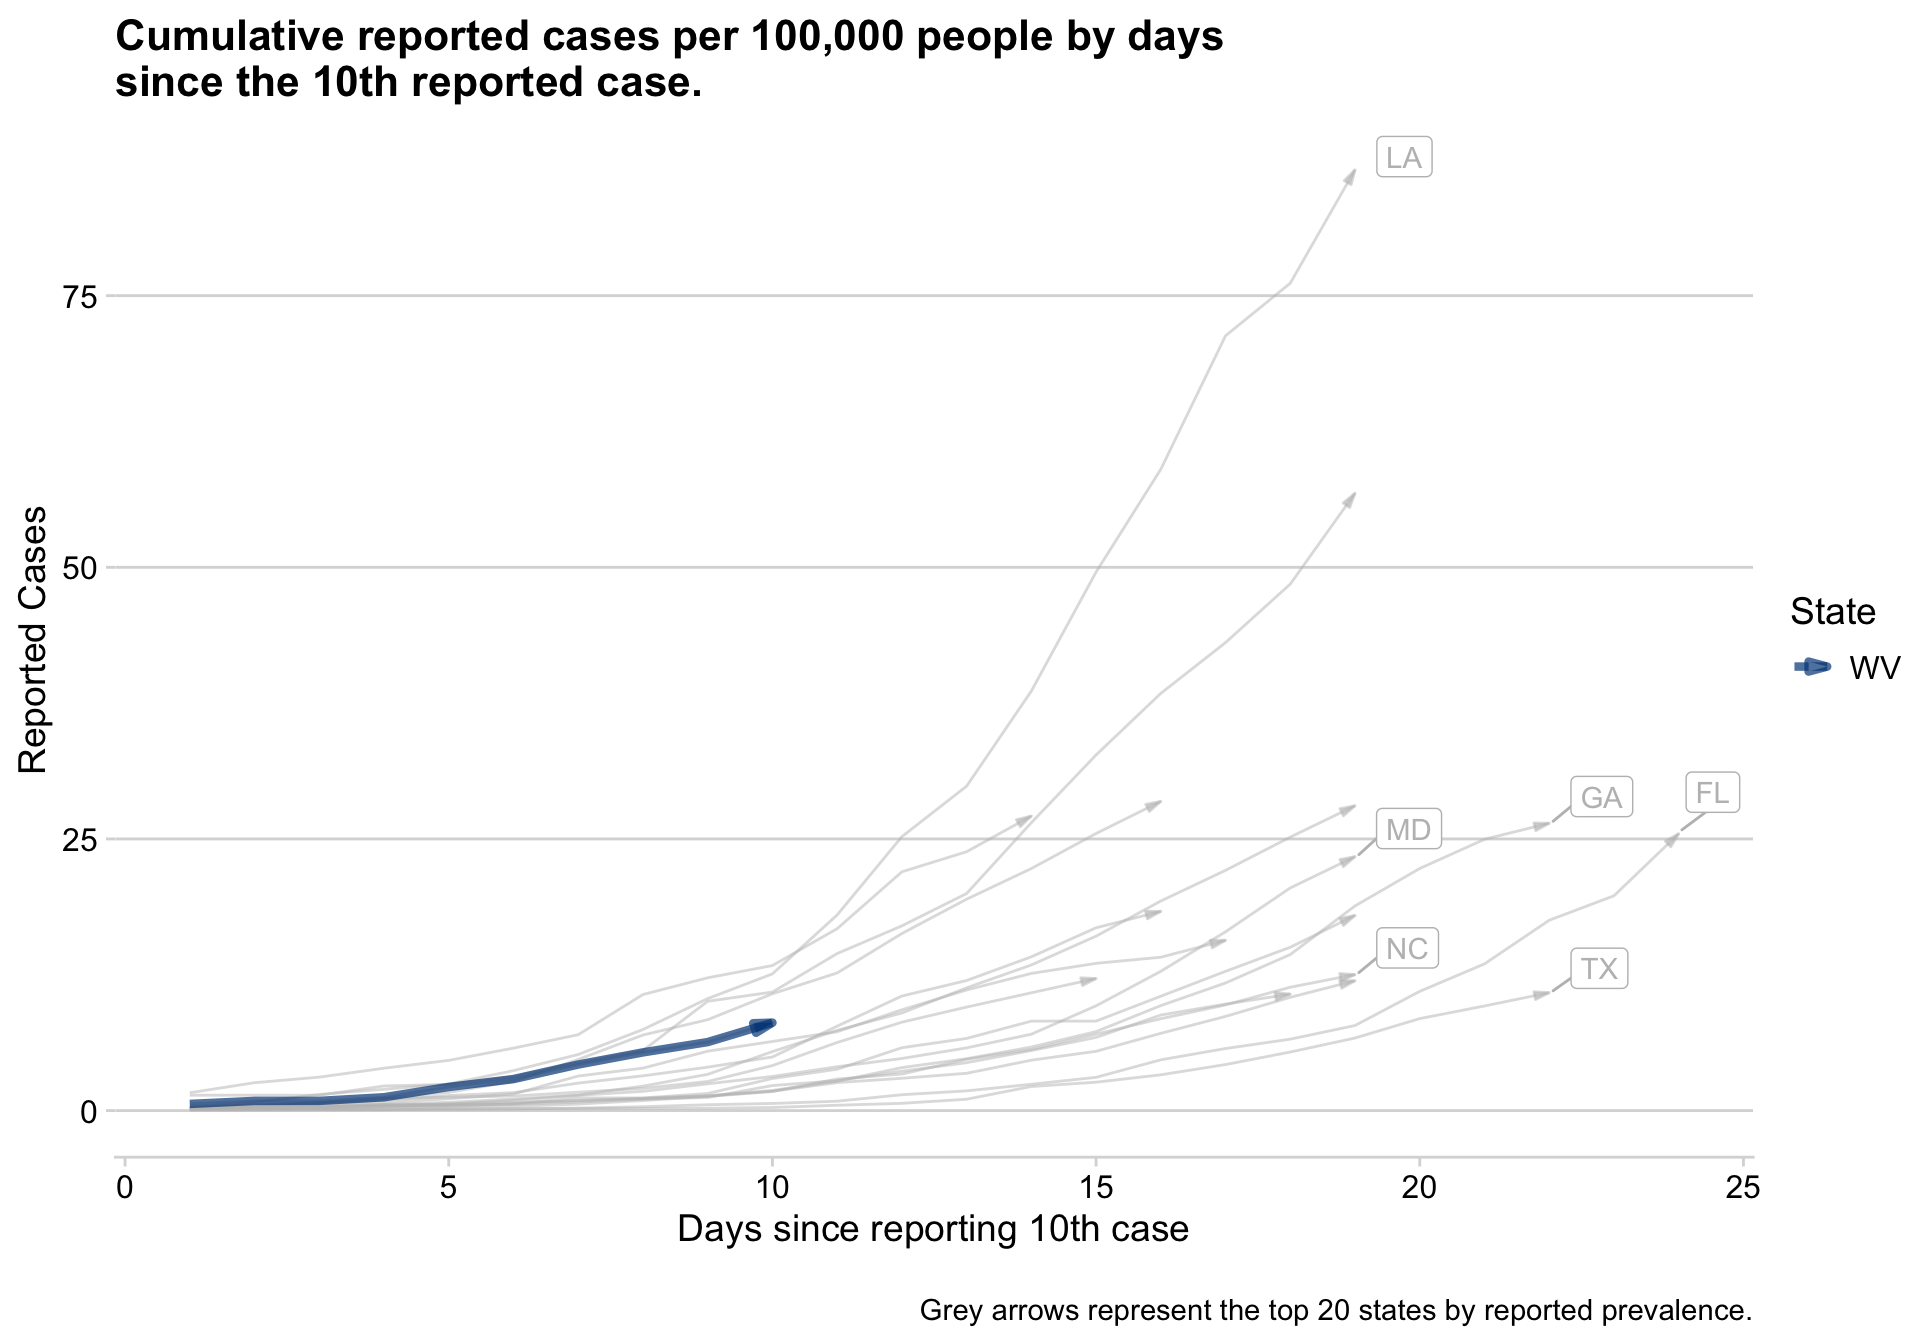 Cumulative reported cases per 100,000 people by days
since the 10th reported case.
LA
75
50
Reported Cases
State
WV
GA
FL
MD
25
NC
TX
0
0 5 10 15 20 25
Days since reporting 10th case
Grey arrows represent the top 20 states by reported prevalence.